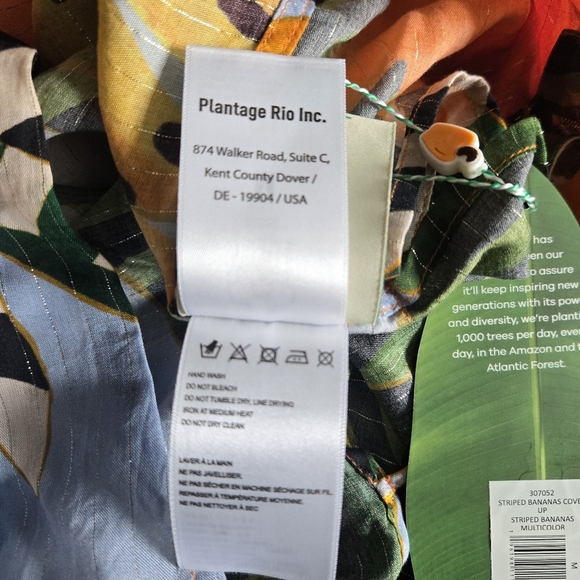 Plantage Rio Inc.
874 Walker Road, Suite C,
Kent County Dover /
DE - 19904 / USA
HAND WASH
DO NOT BLEACH
DO NOT TUMBLE DRY, LINE DRYING
IRON AT MEDIUM HEAT
DO NOT DRY CLEAN
LAVER À LA MAIN
NE PAS JAVELLISER.
NE PAS SÉCHER EN MACHINE SÉCHAGE SUR FIL.
REPASSER À TEMPÉRATURE MOYENNE.
NE PAS NETTOYER À SEC
has
our
to assure
it'll keep inspiring new
generations with its pow
and diversity, we're planti
1,000 trees per day, ever
day, in the Amazon and t
Atlantic Forest.
307052
STRIPED BANANAS COVE
UP
STRIPED BANANAS
MULTICOLOR
M